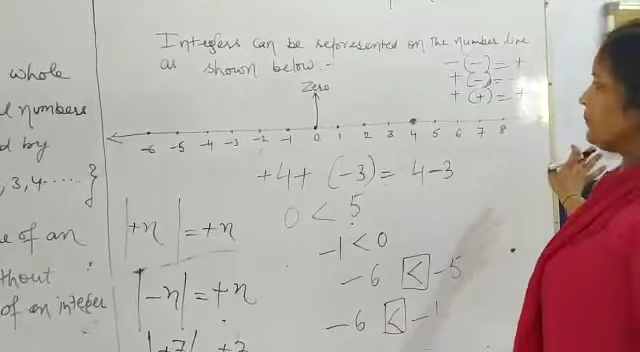 Integers can be represented on the number line
as shown below:-
Zero
-6 -5 -4 -3 -2 -1 0 1 2 3 4 5 6 7 8
-(-)=+
+(-)=-
+(+)=+
+4+ (-3)= 4-3
0 < 5
-1 < 0
-6 < -5
-6 < -1
whole
numbers
d by
, 3, 4.....}
e of an
thout
of an integer
|+n|=+n
|-n|=+n
|+7| +7